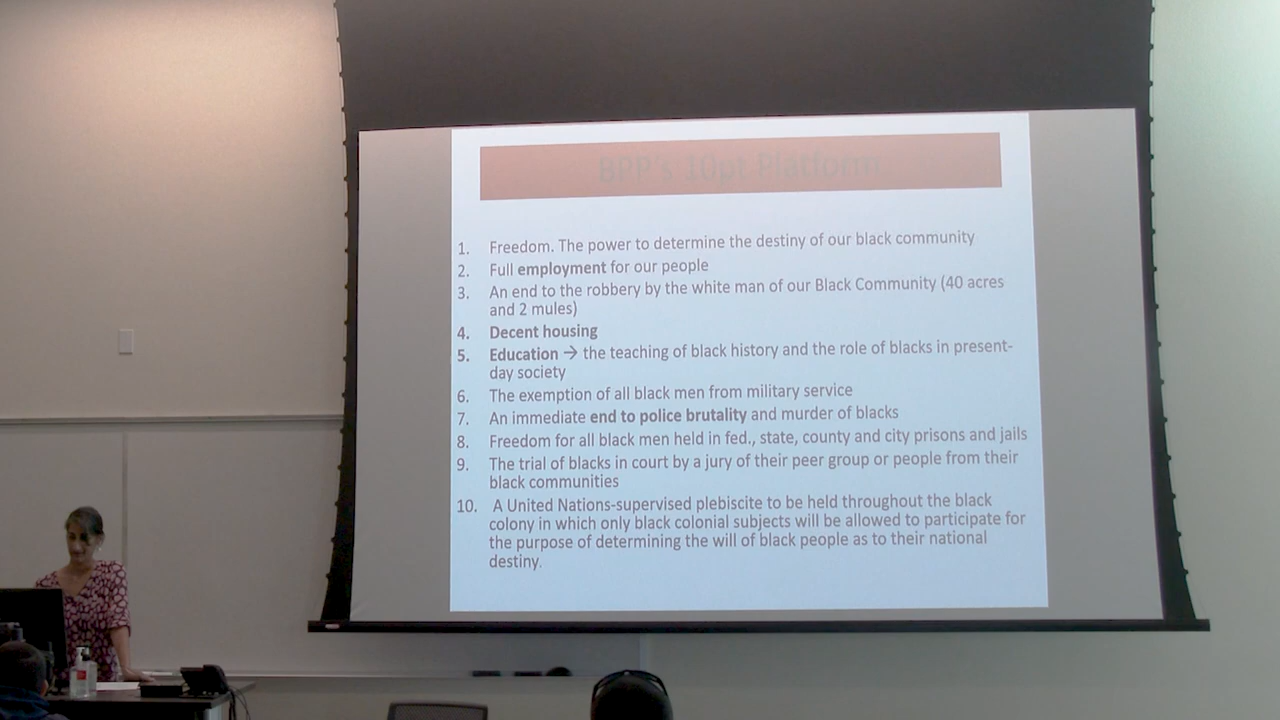 BPP's 10pt Platform
1. Freedom. The power to determine the destiny of our black community
2. Full employment for our people
3. An end to the robbery by the white man of our Black Community (40 acres
and 2 mules)
4. Decent housing
5. Education → the teaching of black history and the role of blacks in present-
day society
6. The exemption of all black men from military service
7. An immediate end to police brutality and murder of blacks
8. Freedom for all black men held in fed., state, county and city prisons and jails
9. The trial of blacks in court by a jury of their peer group or people from their
black communities
10. A United Nations-supervised plebiscite to be held throughout the black
colony in which only black colonial subjects will be allowed to participate for
the purpose of determining the will of black people as to their national
destiny.